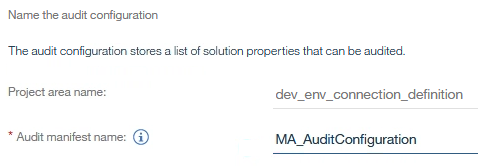 Name the audit configuration
The audit configuration stores a list of solution properties that can be audited.
Project area name: dev_env_connection_definition
* Audit manifest name: MA_AuditConfiguration